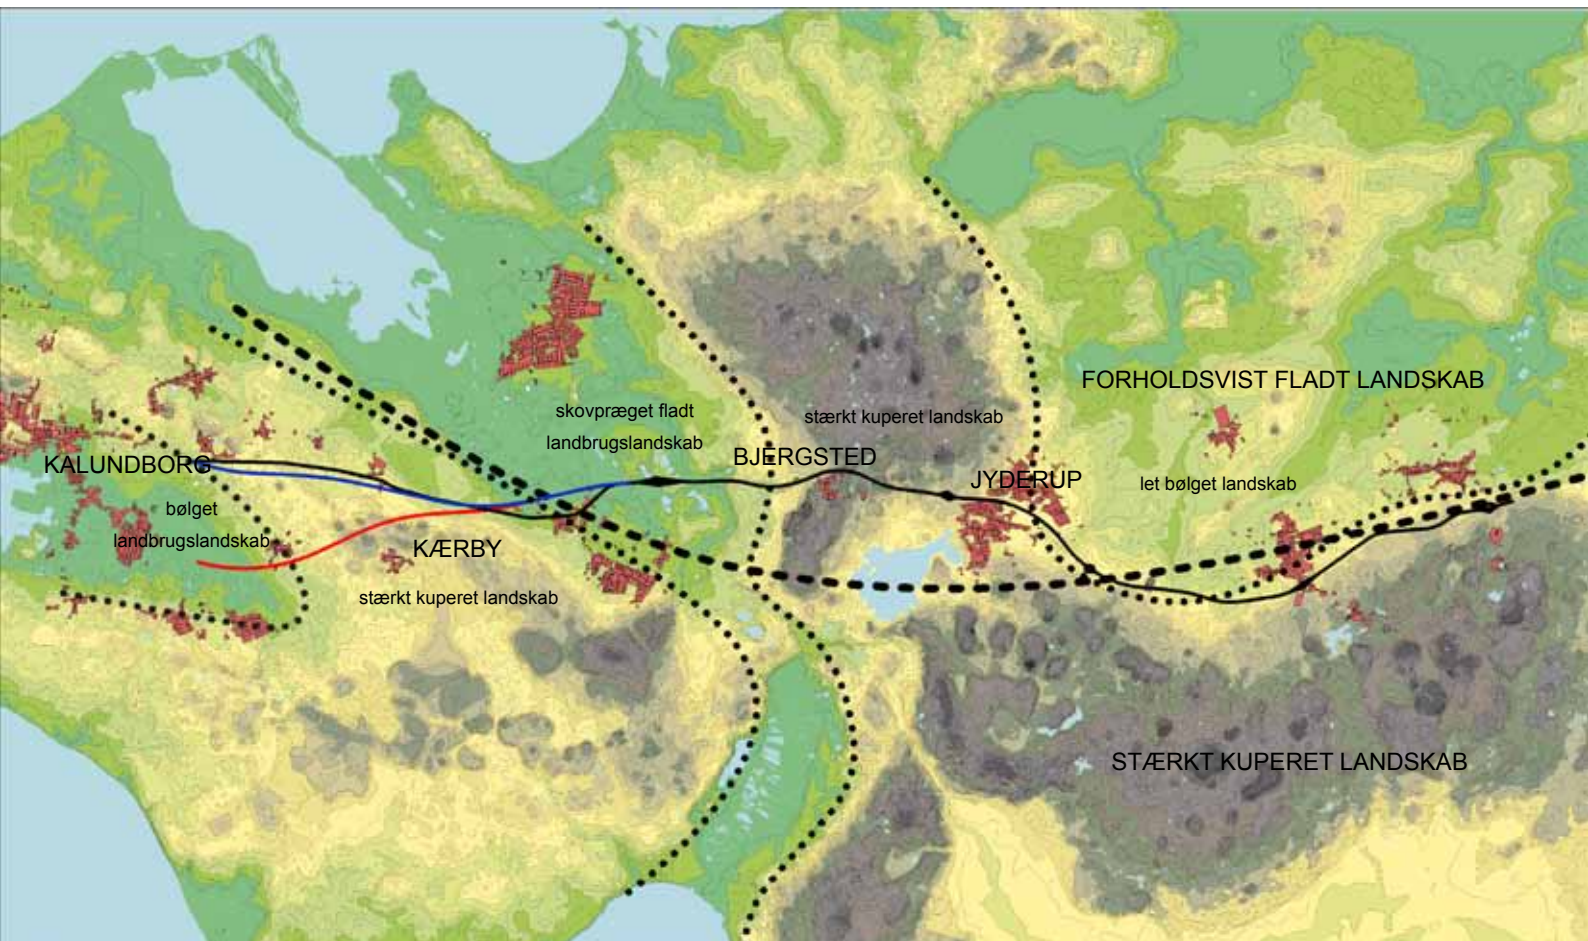 FORHOLDSVIST FLADT LANDSKAB
skovpræget fladt
landbrugslandskab
stærkt kuperet landskab
BJERGSTED
KALUNDBORG
JYDERUP
let bølget landskab
bølget
landbrugslandskab
KÆRBY
stærkt kuperet landskab
STÆRKT KUPERET LANDSKAB